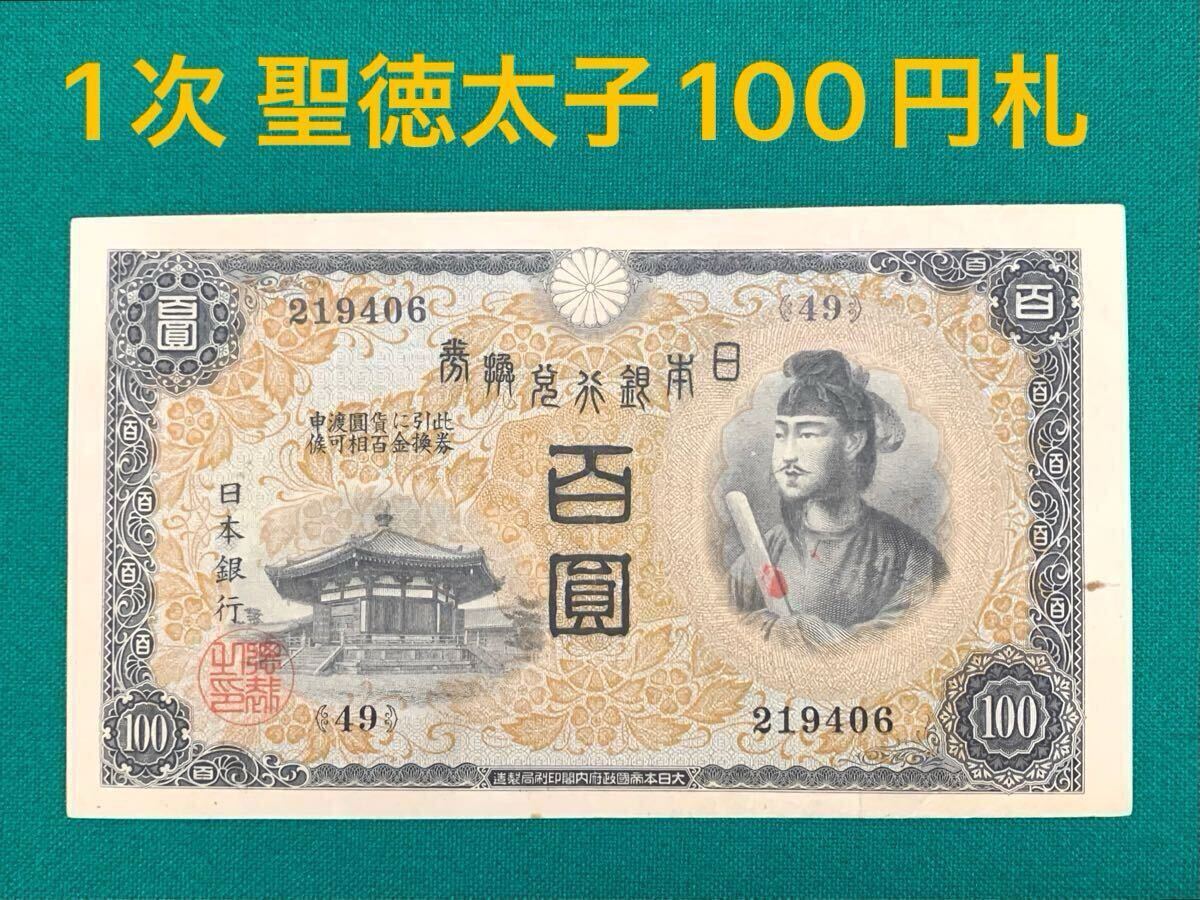 1次 聖徳太子100円札
百圓
219406
《49》
百
日本銀行兌換券
此券引換に金貨百圓相渡可申候
百圓
日本銀行
《49》
219406
100
100
大日本帝國政府内閣印刷局製造